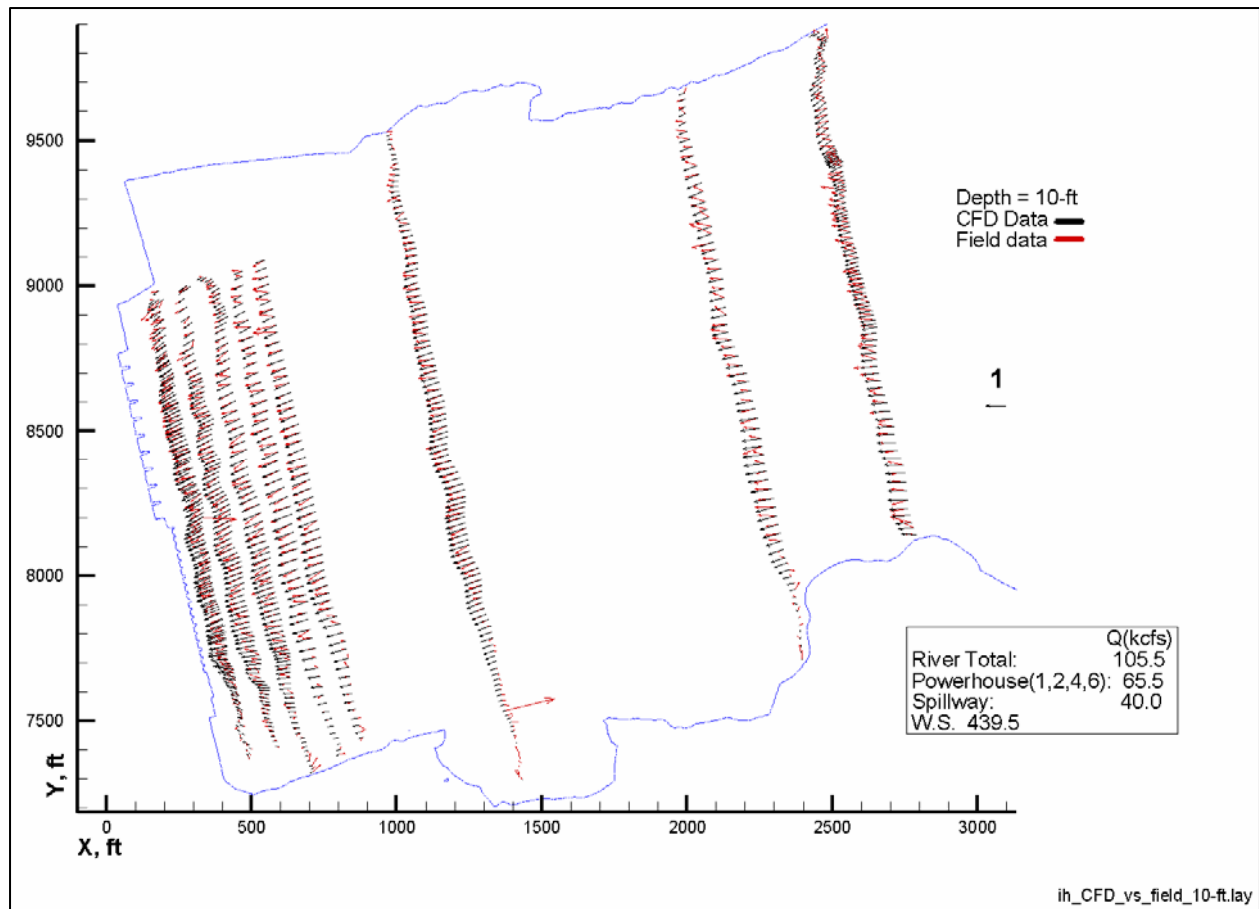 9500
9000
8500
8000
7500
Y, ft
0 500 1000 1500 2000 2500 3000
X, ft
Depth = 10-ft
CFD Data
Field data
1
Q(kcfs)
River Total: 105.5
Powerhouse(1,2,4,6): 65.5
Spillway: 40.0
W.S. 439.5
ih_CFD_vs_field_10-ft.lay